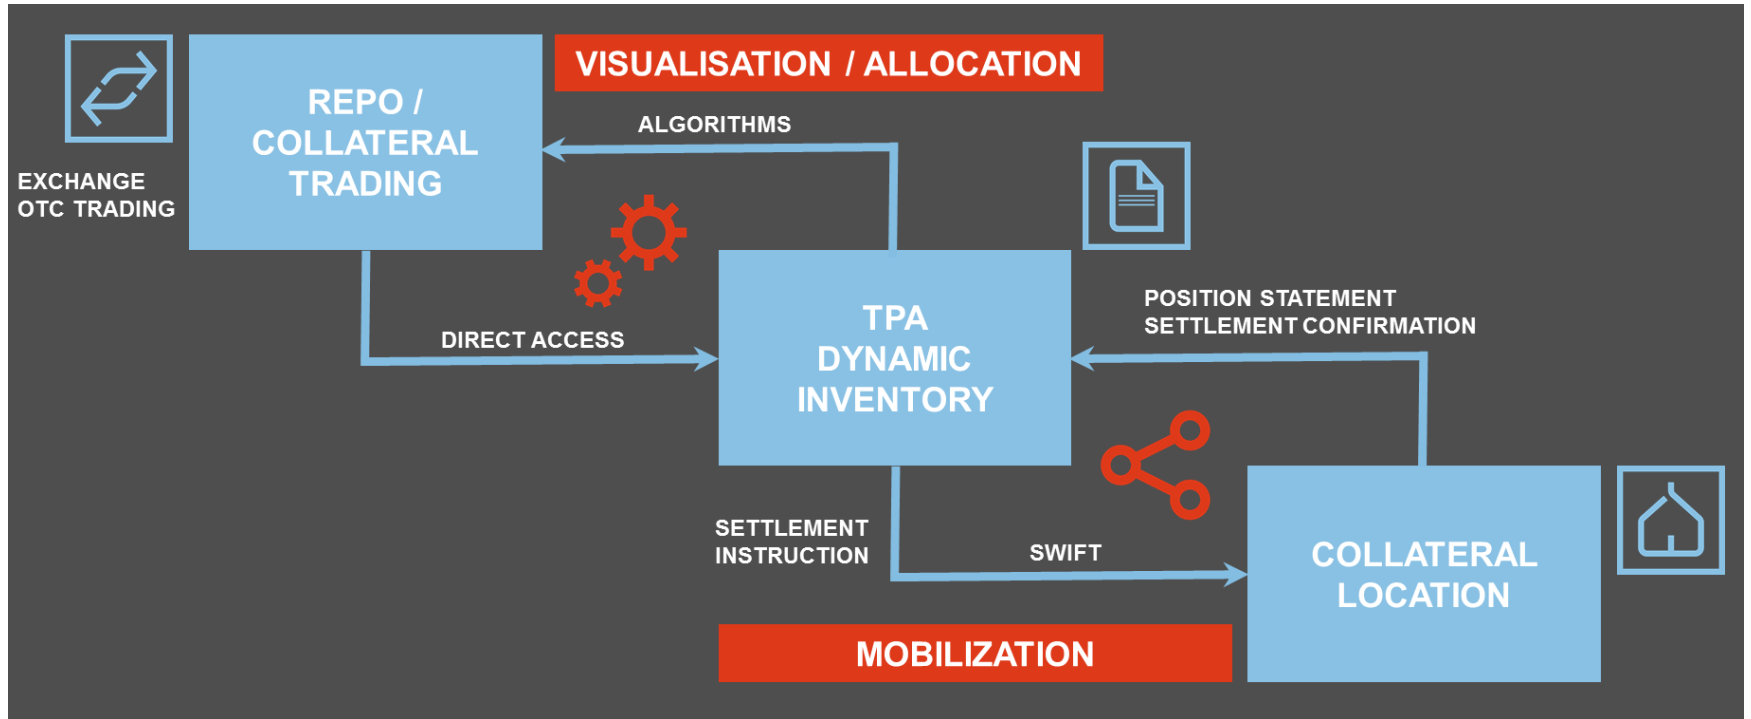 VISUALISATION / ALLOCATION
REPO /
COLLATERAL
TRADING
EXCHANGE
OTC TRADING
ALGORITHMS
DIRECT ACCESS
TPA
DYNAMIC
INVENTORY
POSITION STATEMENT
SETTLEMENT CONFIRMATION
SETTLEMENT
INSTRUCTION
SWIFT
COLLATERAL
LOCATION
MOBILIZATION